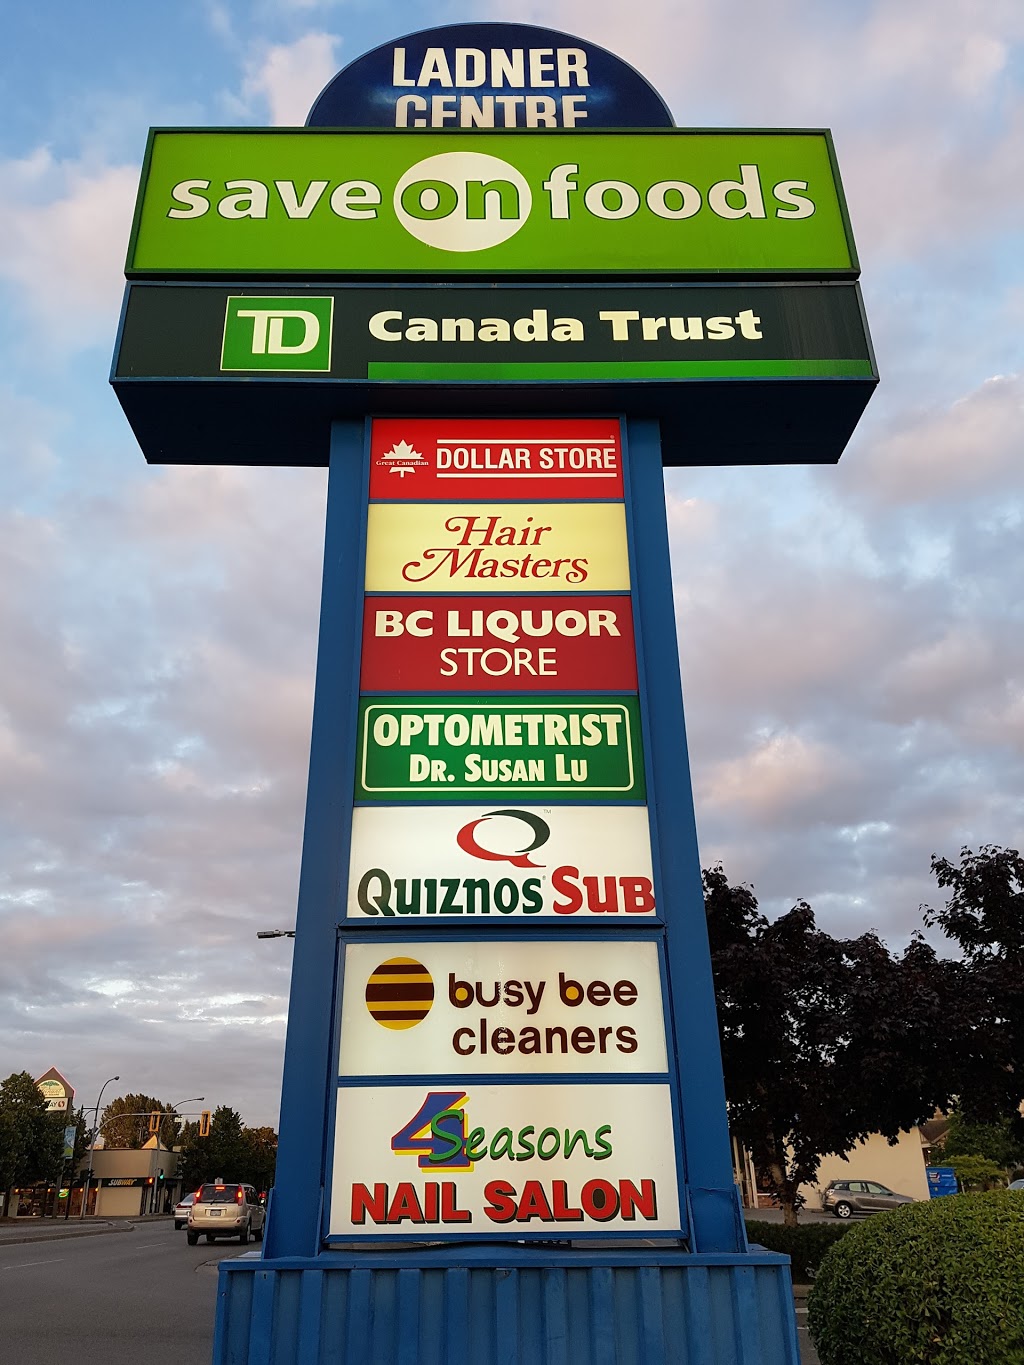 LADNER
CENTRE
save on foods
TD Canada Trust
Great Canadian DOLLAR STORE
Hair
Masters
BC LIQUOR
STORE
OPTOMETRIST
DR. SUSAN LU
QUIZNOS SUB
busy bee
cleaners
4 Seasons
NAIL SALON
SUBWAY